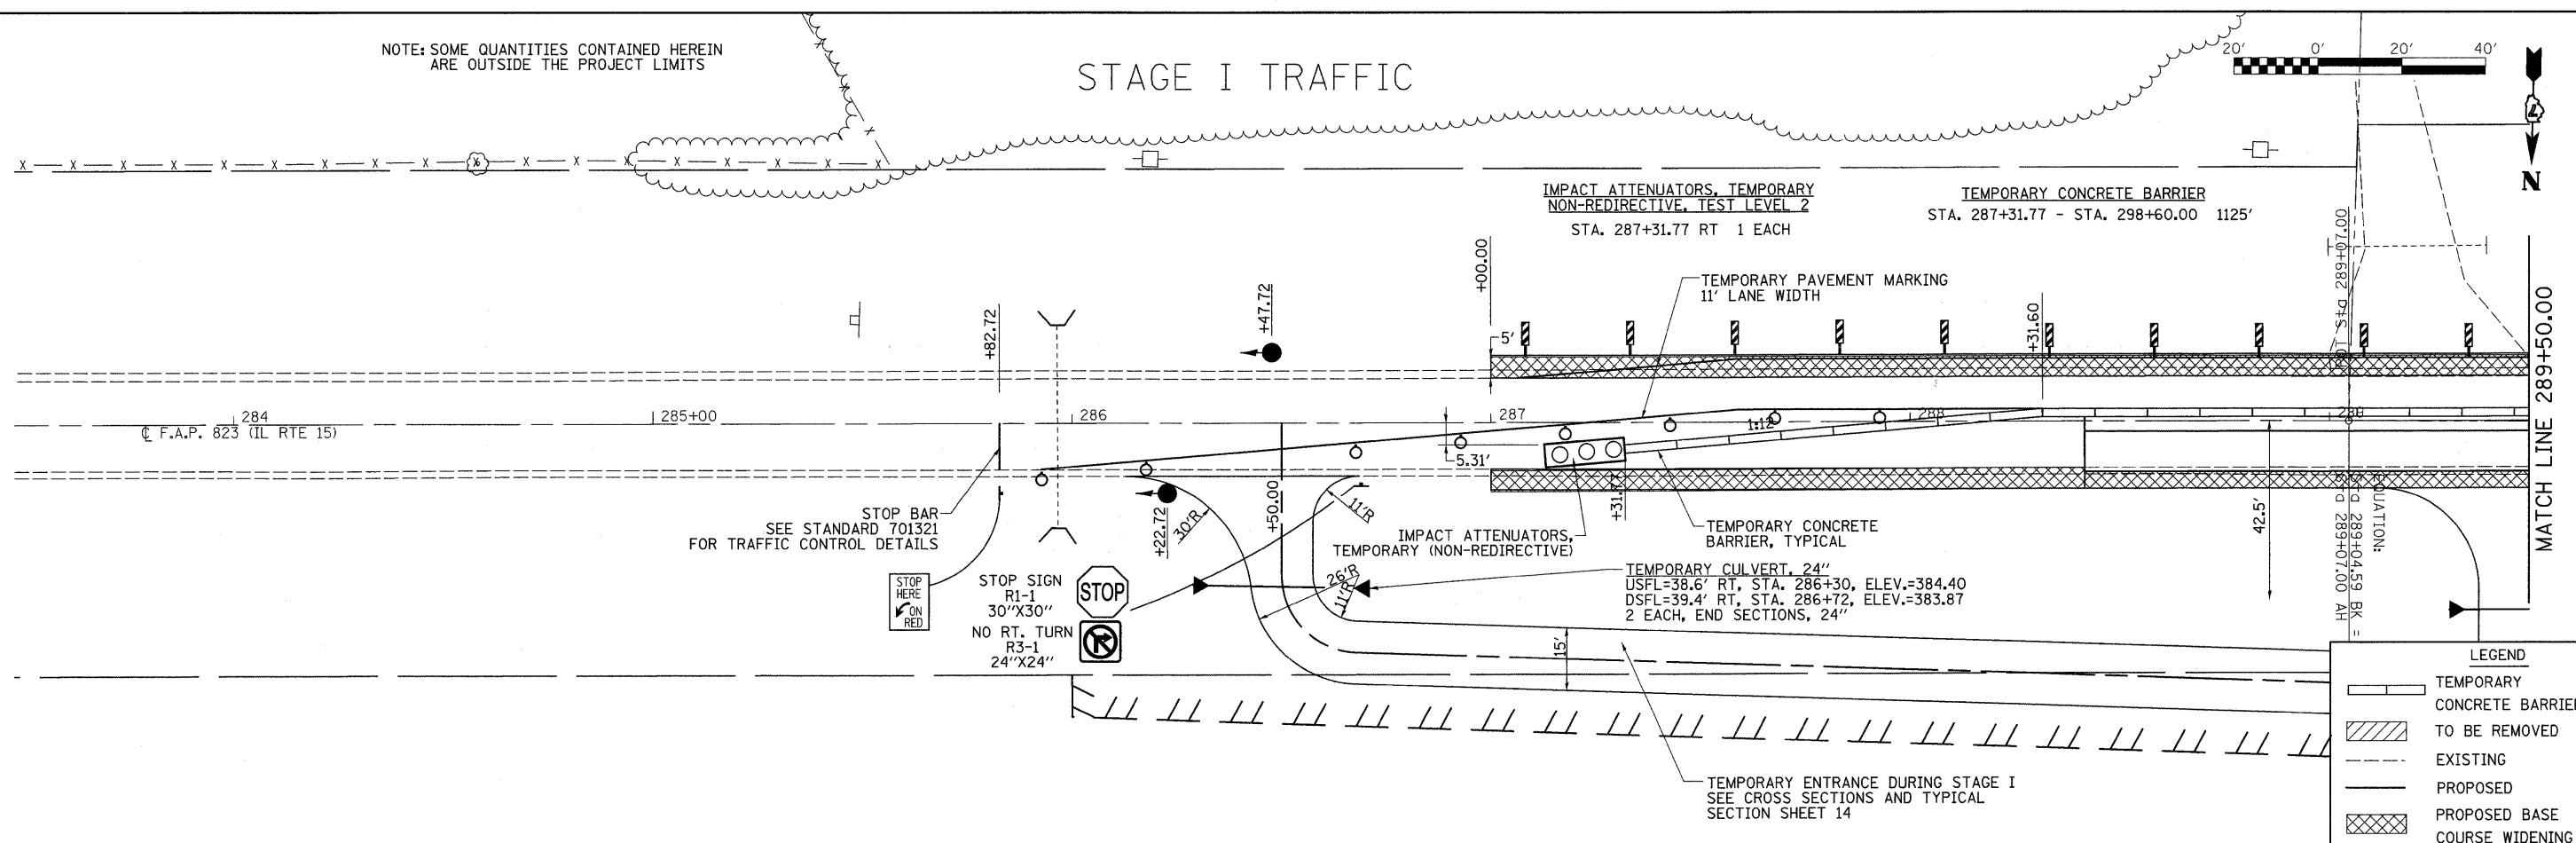 NOTE: SOME QUANTITIES CONTAINED HEREIN
ARE OUTSIDE THE PROJECT LIMITS
STAGE I TRAFFIC
20' 0' 20' 40'
N
IMPACT ATTENUATORS, TEMPORARY
NON-REDIRECTIVE, TEST LEVEL 2
STA. 287+31.77 RT 1 EACH
TEMPORARY CONCRETE BARRIER
STA. 287+31.77 - STA. 298+60.00 1125'
TEMPORARY PAVEMENT MARKING
11' LANE WIDTH
+82.72
+47.72
+00.00
5'
+31.60
Sta 289+07.00
MATCH LINE 289+50.00
284
285+00
286
287
288
289
℄ F.A.P. 823 (IL RTE 15)
1:12
5.31'
+31.77
STOP BAR
SEE STANDARD 701321
FOR TRAFFIC CONTROL DETAILS
+22.72
30'R
+50.00
11'R
IMPACT ATTENUATORS,
TEMPORARY (NON-REDIRECTIVE)
TEMPORARY CONCRETE
BARRIER, TYPICAL
42.5'
EQUATION:
Sta 289+04.59 BK =
Sta 289+07.00 AH
STOP
HERE
ON
RED
STOP SIGN
R1-1
30"X30"
STOP
NO RT. TURN
R3-1
24"X24"
26'R
11'R
TEMPORARY CULVERT, 24"
USFL=38.6' RT, STA. 286+30, ELEV.=384.40
DSFL=39.4' RT, STA. 286+72, ELEV.=383.87
2 EACH, END SECTIONS, 24"
15'
TEMPORARY ENTRANCE DURING STAGE I
SEE CROSS SECTIONS AND TYPICAL
SECTION SHEET 14
LEGEND
TEMPORARY
CONCRETE BARRIER
TO BE REMOVED
EXISTING
PROPOSED
PROPOSED BASE
COURSE WIDENING